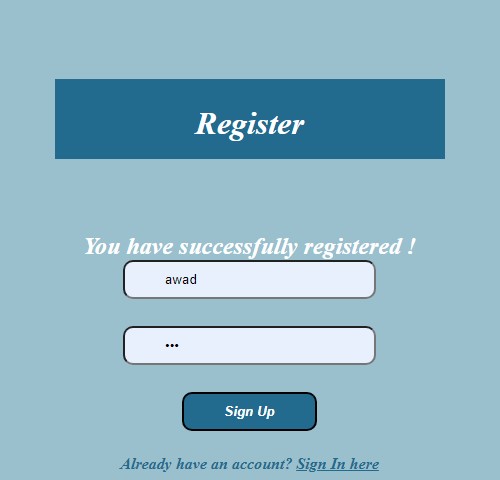 Register
You have successfully registered !
awad
•••
Sign Up
Already have an account? Sign In here